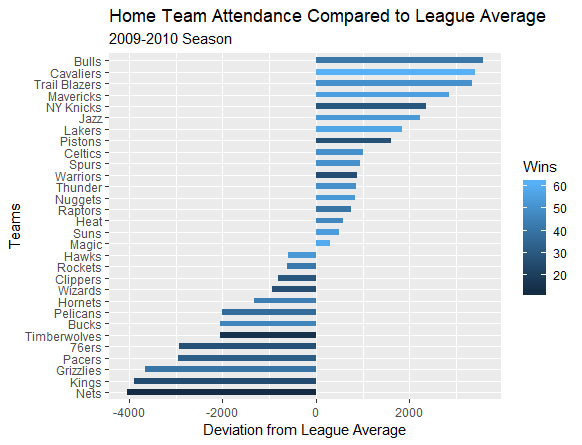 Home Team Attendance Compared to League Average
2009-2010 Season
Bulls
Cavaliers
Trail Blazers
Mavericks
NY Knicks
Jazz
Lakers
Pistons
Celtics
Spurs
Warriors
Thunder
Nuggets
Raptors
Heat
Suns
Magic
Hawks
Rockets
Clippers
Wizards
Hornets
Pelicans
Bucks
Timberwolves
76ers
Pacers
Grizzlies
Kings
Nets
Teams
-4000 -2000 0 2000
Deviation from League Average
Wins
60
50
40
30
20